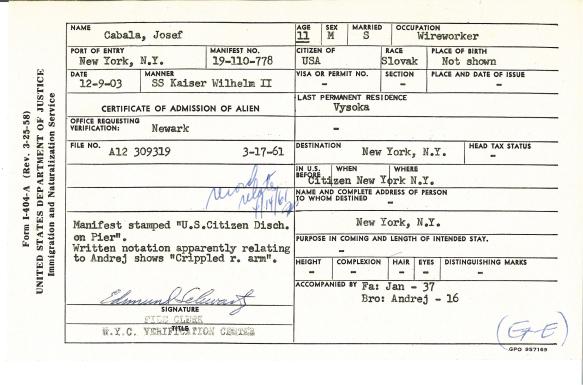 NAME AGE SEX MARRIED OCCUPATION
Cabala, Josef 11 M S Wireworker
PORT OF ENTRY MANIFEST NO. CITIZEN OF RACE PLACE OF BIRTH
New York, N.Y. 19-110-778 USA Slovak Not shown
DATE MANNER VISA OR PERMIT NO. SECTION PLACE AND DATE OF ISSUE
12-9-03 SS Kaiser Wilhelm II - - -
CERTIFICATE OF ADMISSION OF ALIEN
LAST PERMANENT RESIDENCE
Vysoka
OFFICE REQUESTING
VERIFICATION: Newark -
FILE NO. A12 309319 3-17-61
DESTINATION New York, N.Y. HEAD TAX STATUS
-
IN U.S. BEFORE WHEN WHERE
Citizen New York N.Y.
NAME AND COMPLETE ADDRESS OF PERSON
TO WHOM DESTINED -
New York, N.Y.
Manifest stamped "U.S.Citizen Disch.
on Pier".
Written notation apparently relating
to Andrej shows "Crippled r. arm".
PURPOSE IN COMING AND LENGTH OF INTENDED STAY.
-
HEIGHT COMPLEXION HAIR EYES DISTINGUISHING MARKS
- - - - -
ACCOMPANIED BY Fa: Jan - 37
Bro: Andrej - 16
Edmund Schwartz
SIGNATURE
FILE CLERK
TITLE
W.Y.C. VERIFICATION CENTER
GPO 957169
Form I-404-A (Rev. 3-25-58)
UNITED STATES DEPARTMENT OF JUSTICE
Immigration and Naturalization Service